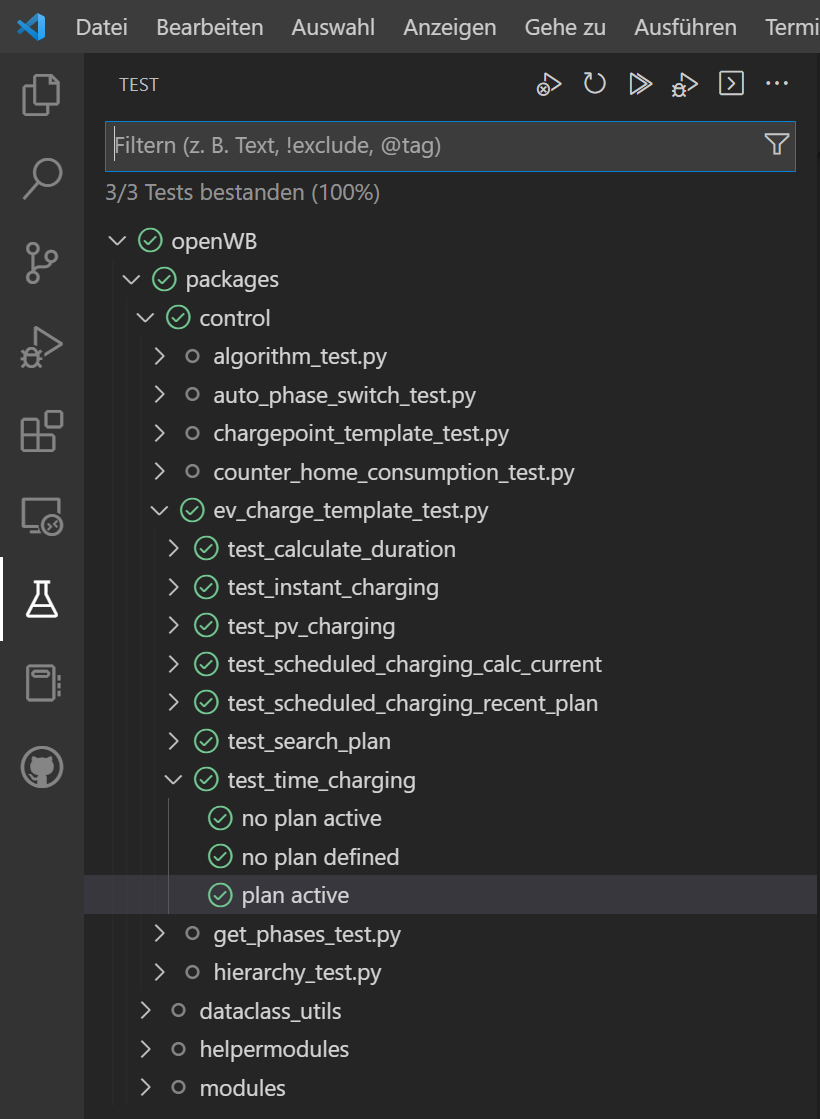 Datei Bearbeiten Auswahl Anzeigen Gehe zu Ausführen Termi
TEST
Filtern (z. B. Text, !exclude, @tag)
3/3 Tests bestanden (100%)
openWB
packages
control
algorithm_test.py
auto_phase_switch_test.py
chargepoint_template_test.py
counter_home_consumption_test.py
ev_charge_template_test.py
test_calculate_duration
test_instant_charging
test_pv_charging
test_scheduled_charging_calc_current
test_scheduled_charging_recent_plan
test_search_plan
test_time_charging
no plan active
no plan defined
plan active
get_phases_test.py
hierarchy_test.py
dataclass_utils
helpermodules
modules